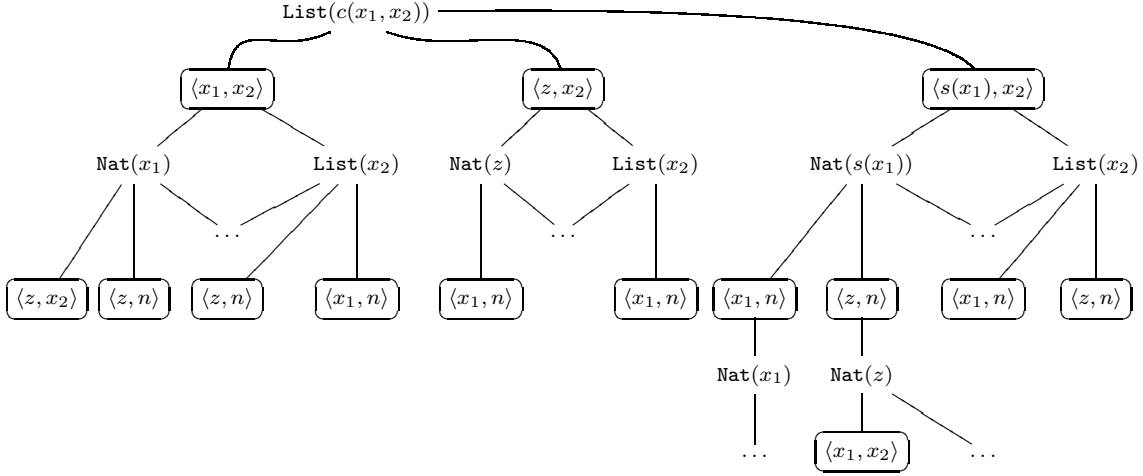 List(c(x₁, x₂))
⟨x₁, x₂⟩ ⟨z, x₂⟩ ⟨s(x₁), x₂⟩
Nat(x₁) List(x₂) Nat(z) List(x₂) Nat(s(x₁)) List(x₂)
... ... ...
⟨z, x₂⟩ ⟨z, n⟩ ⟨z, n⟩ ⟨x₁, n⟩ ⟨x₁, n⟩ ⟨x₁, n⟩ ⟨x₁, n⟩ ⟨z, n⟩ ⟨x₁, n⟩ ⟨z, n⟩
Nat(x₁) Nat(z)
... ⟨x₁, x₂⟩ ...